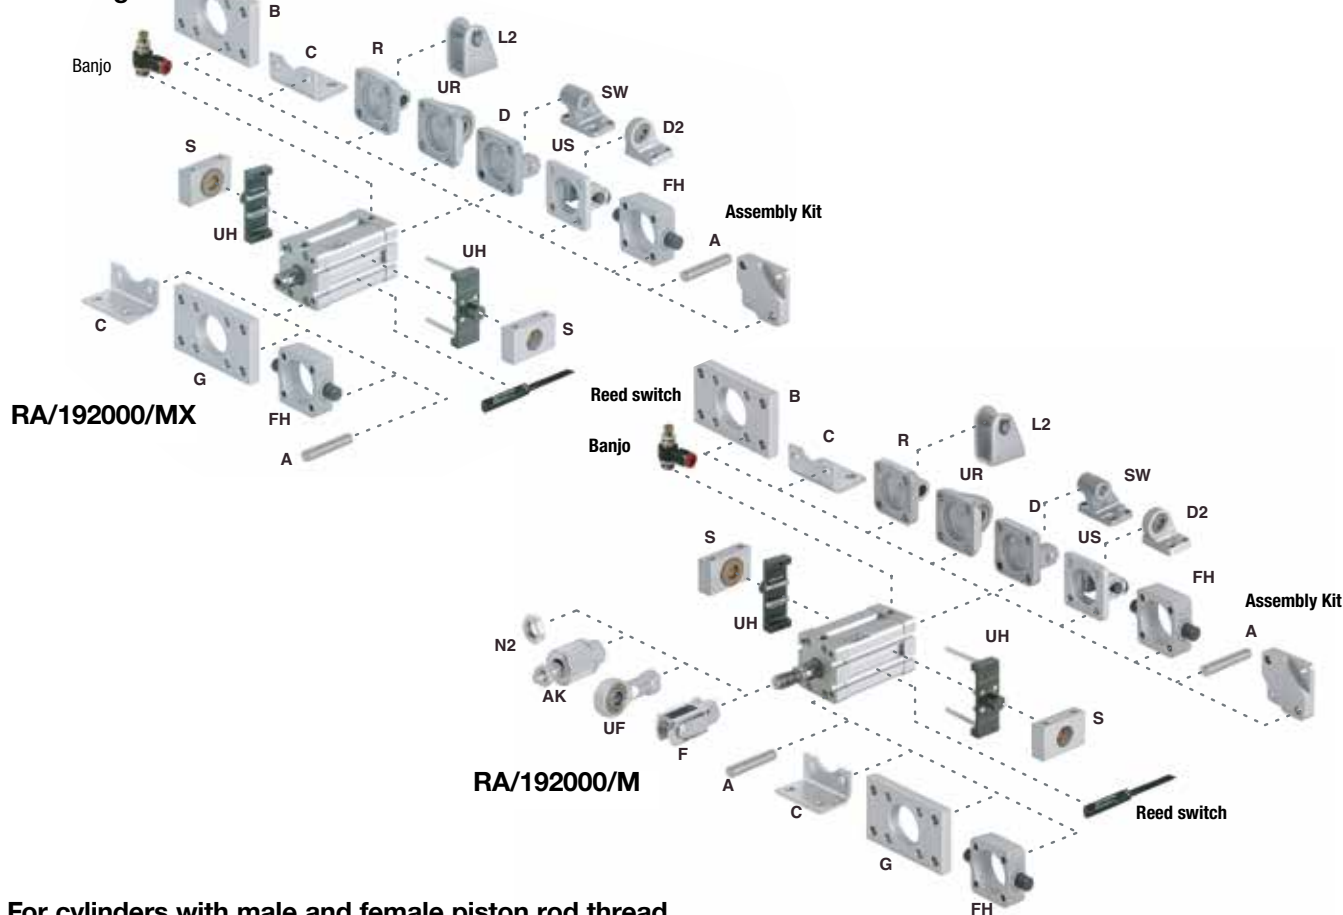 B
L2
C
R
Banjo
UR
SW
D
D2
US
S
FH
Assembly Kit
A
UH
UH
C
S
G
RA/192000/MX
FH
A
Reed switch
B
Banjo
C
R
L2
UR
SW
D
D2
US
S
FH
Assembly Kit
A
UH
UH
N2
AK
UF
S
F
RA/192000/M
A
C
Reed switch
G
FH
For cylinders with male and female piston rod thread